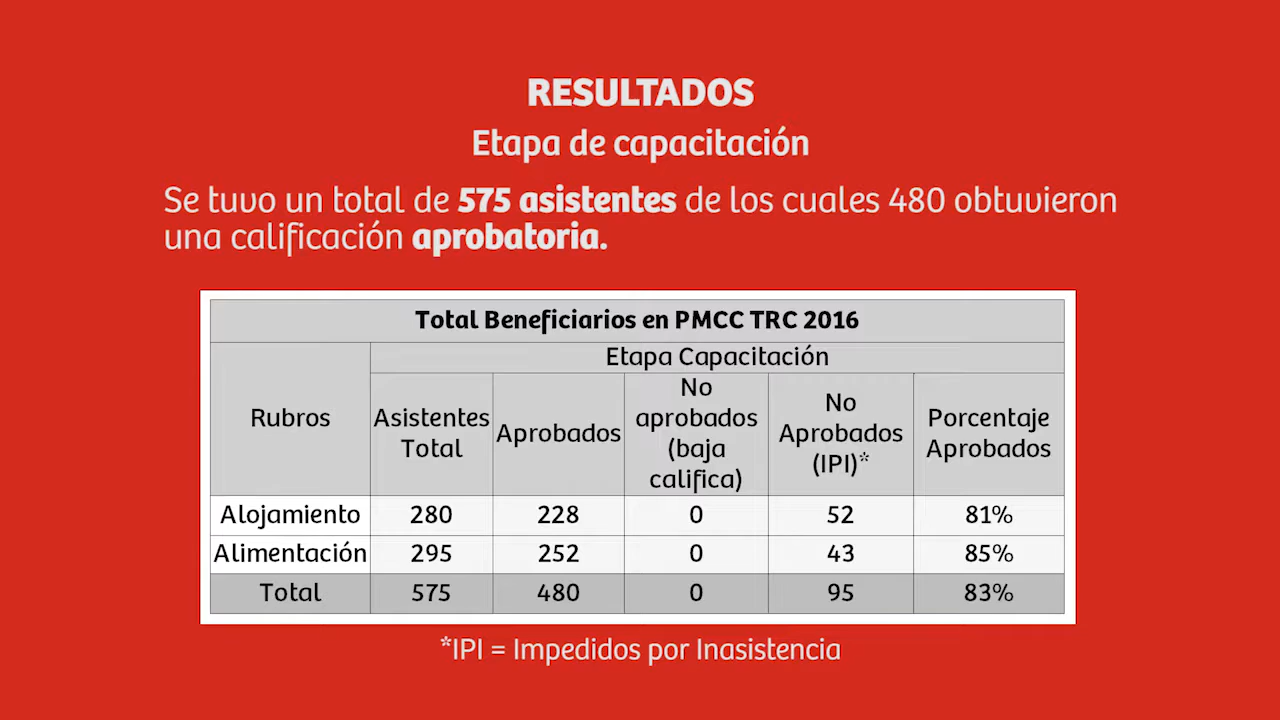 RESULTADOS
Etapa de capacitación
Se tuvo un total de 575 asistentes de los cuales 480 obtuvieron
una calificación aprobatoria.
Total Beneficiarios en PMCC TRC 2016
Rubros
Etapa Capacitación
Asistentes
Total
Aprobados
No
aprobados
(baja
califica)
No
Aprobados
(IPI)*
Porcentaje
Aprobados
Alojamiento 280 228 0 52 81%
Alimentación 295 252 0 43 85%
Total 575 480 0 95 83%
*IPI = Impedidos por Inasistencia